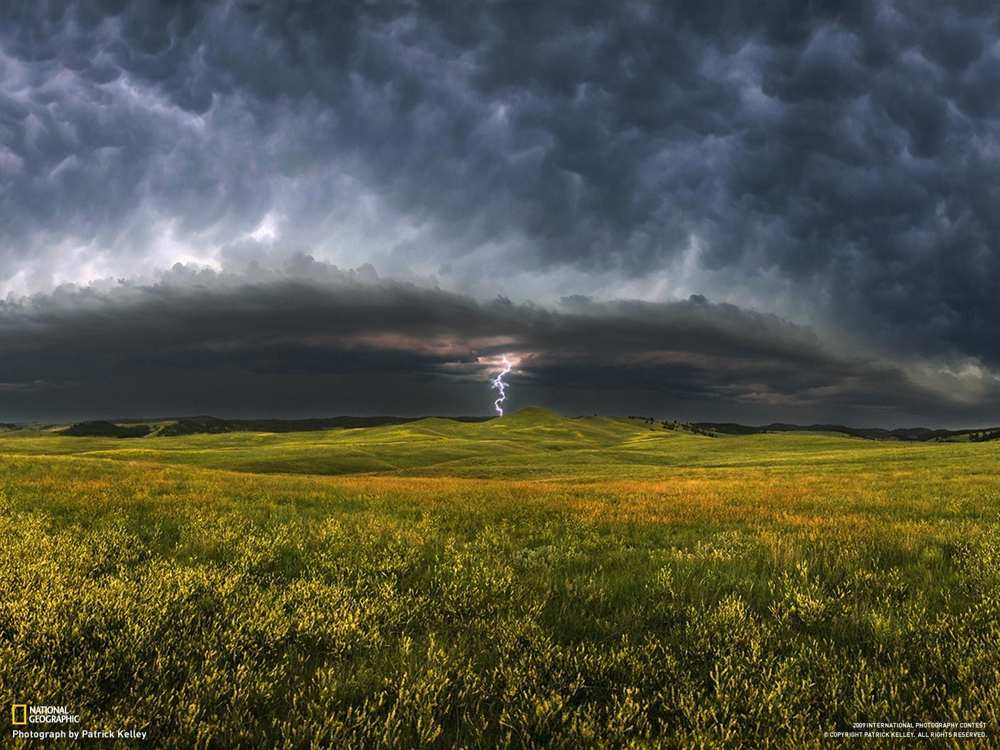 NATIONAL
GEOGRAPHIC
Photograph by Patrick Kelley
2009 INTERNATIONAL PHOTOGRAPHY CONTEST
© COPYRIGHT PATRICK KELLEY. ALL RIGHTS RESERVED.